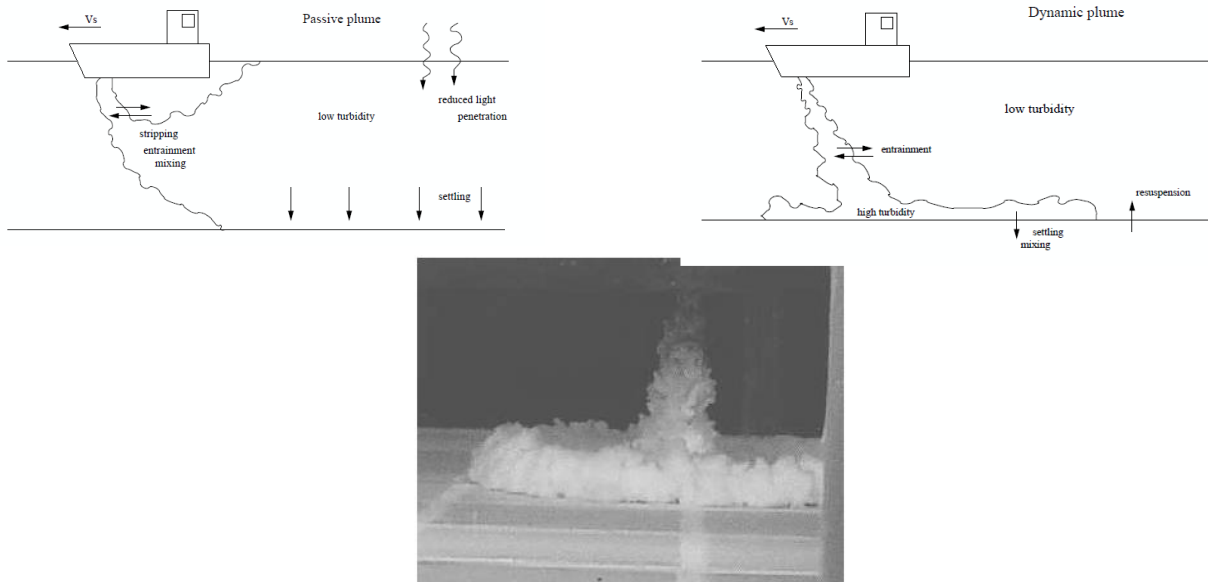 Passive plume
Vs
reduced light
penetration
low turbidity
stripping
entrainment
mixing
settling
Dynamic plume
Vs
low turbidity
entrainment
resuspension
high turbidity
settling
mixing